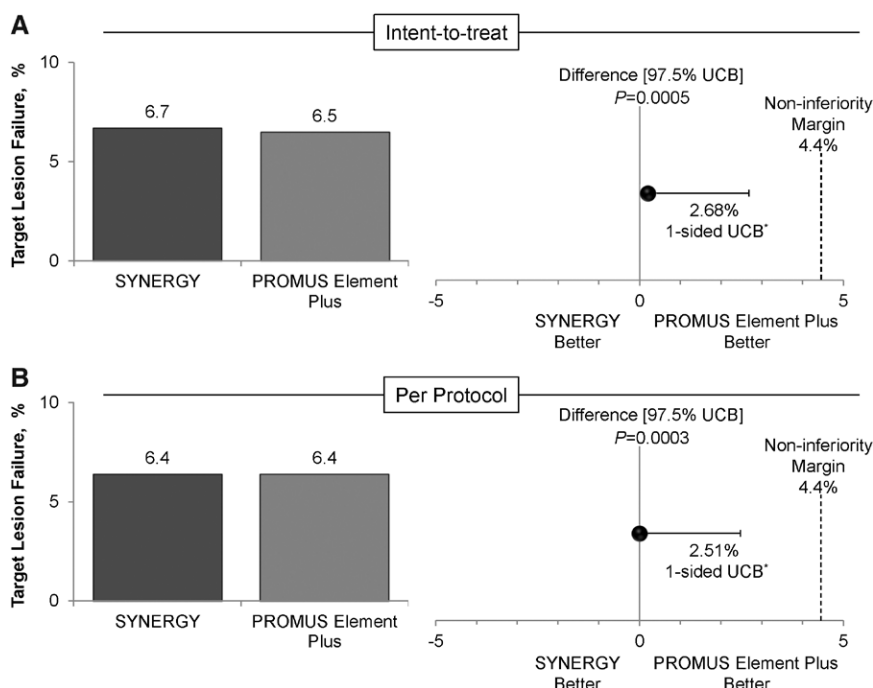 A
Intent-to-treat
Target Lesion Failure, %
10
5
0
6.7
6.5
SYNERGY
PROMUS Element
Plus
Difference [97.5% UCB]
P=0.0005
Non-inferiority
Margin
4.4%
2.68%
1-sided UCB*
-5
0
5
SYNERGY
Better
PROMUS Element Plus
Better
B
Per Protocol
Target Lesion Failure, %
10
5
0
6.4
6.4
SYNERGY
PROMUS Element
Plus
Difference [97.5% UCB]
P=0.0003
Non-inferiority
Margin
4.4%
2.51%
1-sided UCB*
-5
0
5
SYNERGY
Better
PROMUS Element Plus
Better